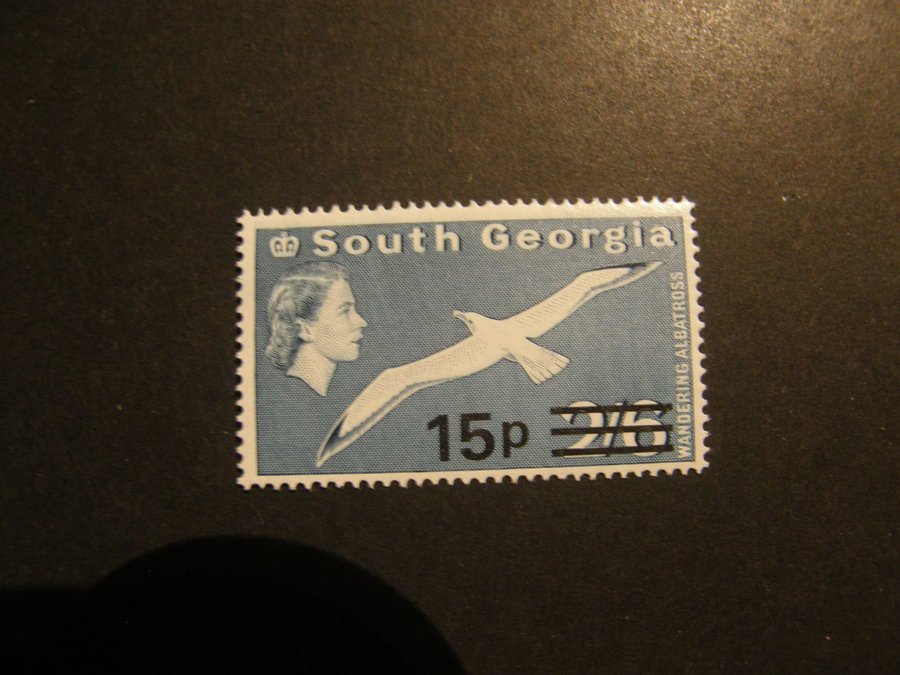 South Georgia
WANDERING ALBATROSS
15p 2/6